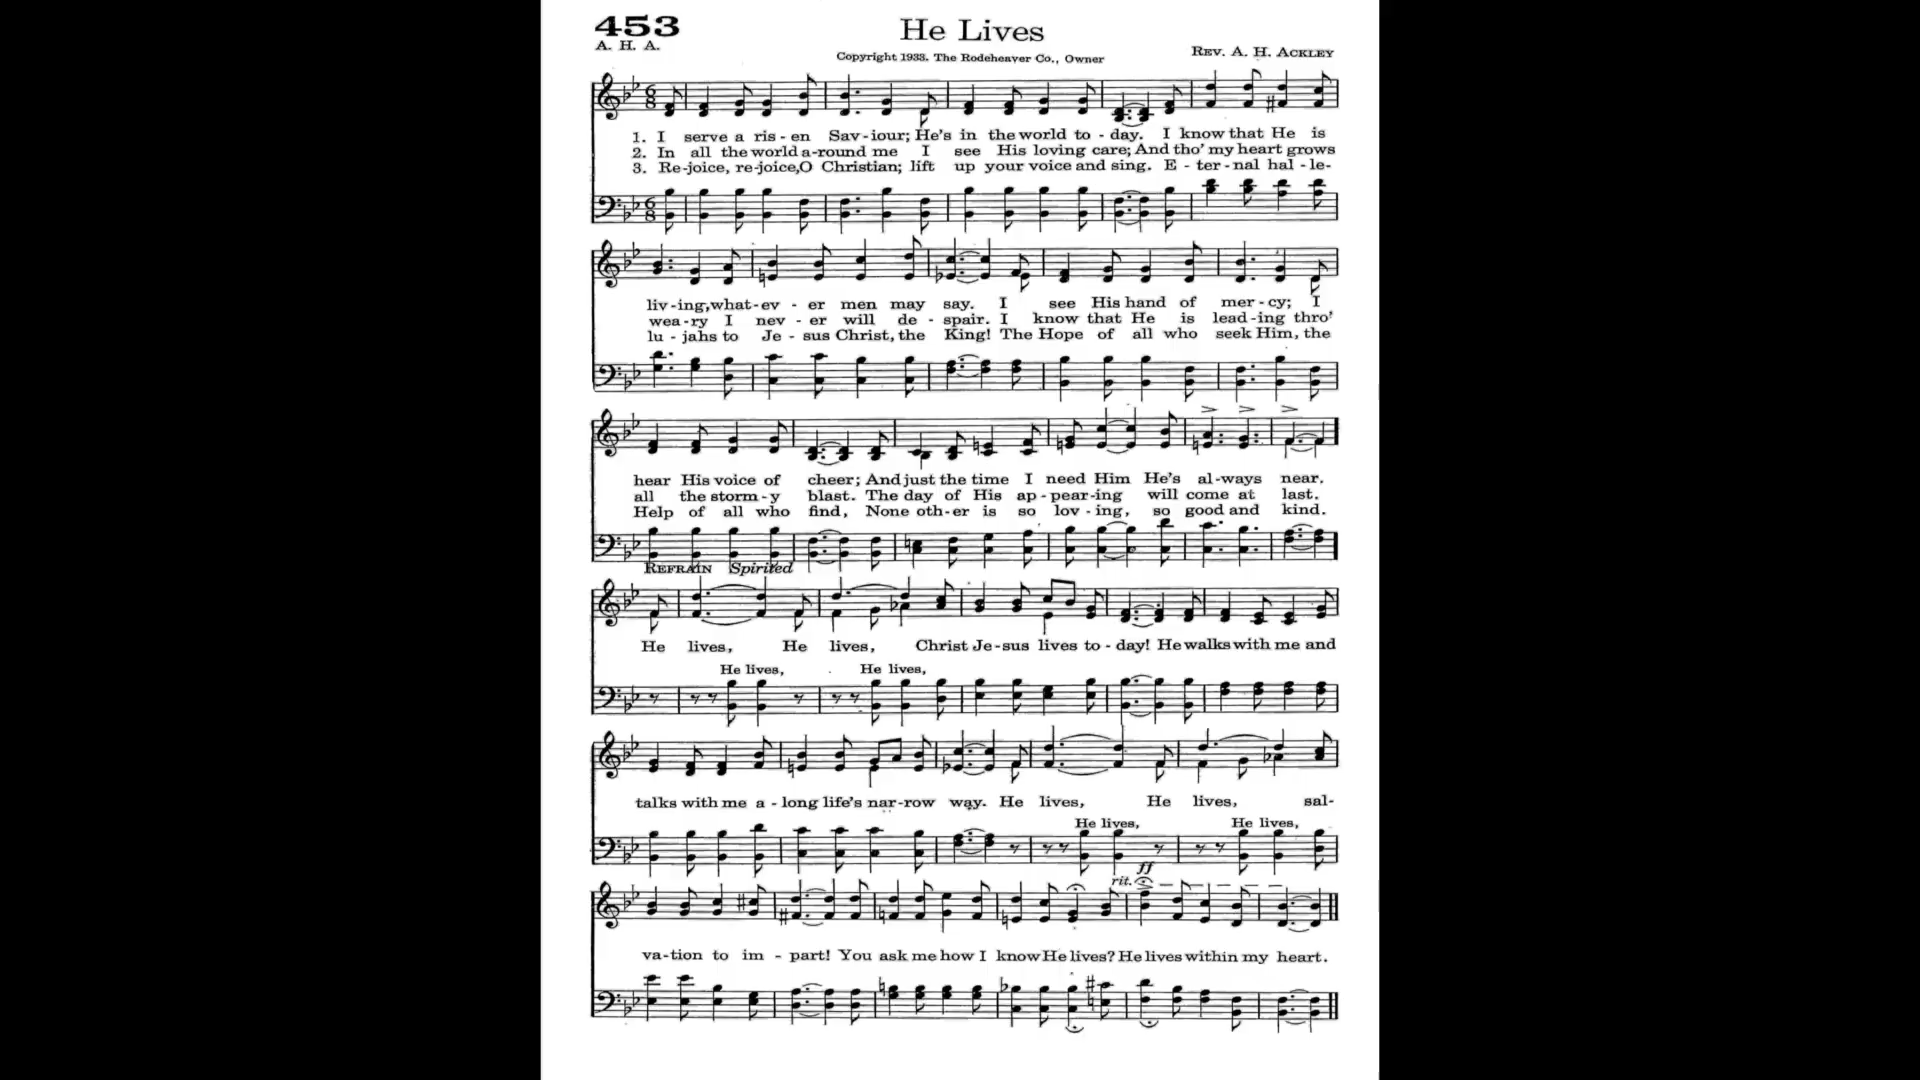 453
He Lives
A. H. A.
Copyright 1933. The Rodeheaver Co., Owner
REV. A. H. ACKLEY
1. I serve a ris - en Sav - iour; He's in the world to - day. I know that He is
2. In all the world a-round me I see His loving care; And tho' my heart grows
3. Re-joice, re-joice, O Christian; lift up your voice and sing. E - ter - nal hal - le-
liv - ing, what - ev - er men may say. I see His hand of mer - cy; I
wea - ry I nev - er will de - spair. I know that He is lead - ing thro'
lu - jahs to Je - sus Christ, the King! The Hope of all who seek Him, the
hear His voice of cheer; And just the time I need Him He's al - ways near.
all the storm - y blast. The day of His ap - pear - ing will come at last.
Help of all who find, None oth - er is so lov - ing, so good and kind.
REFRAIN Spirited
He lives, He lives, Christ Je - sus lives to - day! He walks with me and
He lives, He lives,
talks with me a - long life's nar - row way. He lives, He lives, sal-
He lives, He lives,
rit. ff
va - tion to im - part! You ask me how I know He lives? He lives within my heart.